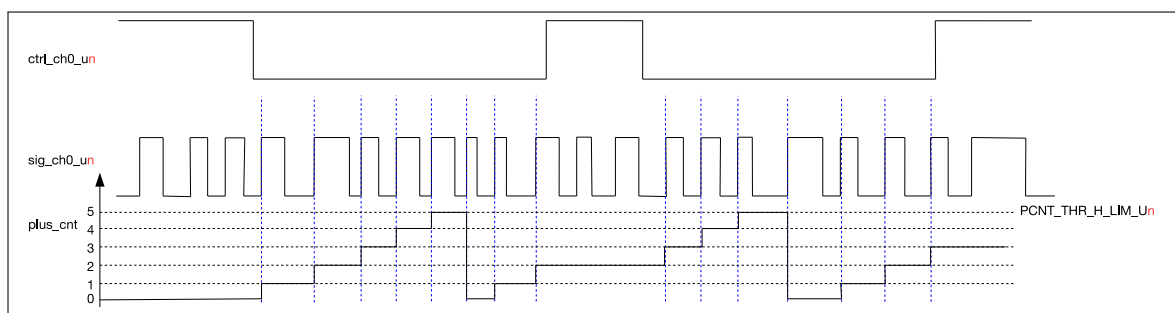 ctrl_ch0_un
sig_ch0_un
plus_cnt
5
4
3
2
1
0
PCNT_THR_H_LIM_Un